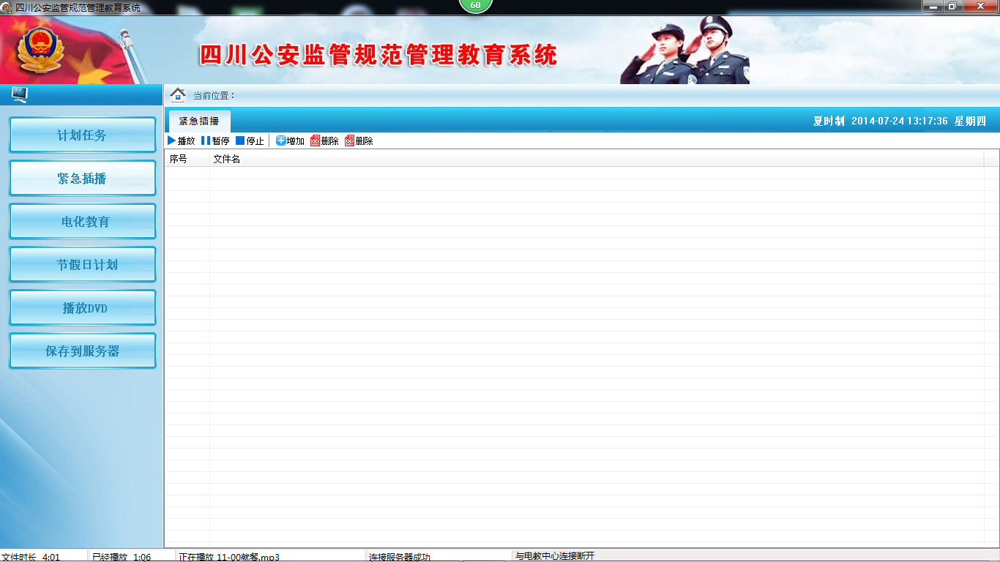 四川公安监管规范管理教育系统
60
四川公安监管规范管理教育系统
当前位置：
紧急插播
夏时制 2014-07-24 13:17:36 星期四
播放 暂停 停止 增加 删除 删除
序号 文件名
计划任务
紧急插播
电化教育
节假日计划
播放DVD
保存到服务器
文件时长 4:01 已经播放 1:06 正在播放 11-00就餐.mp3 连接服务器成功 与电教中心连接断开